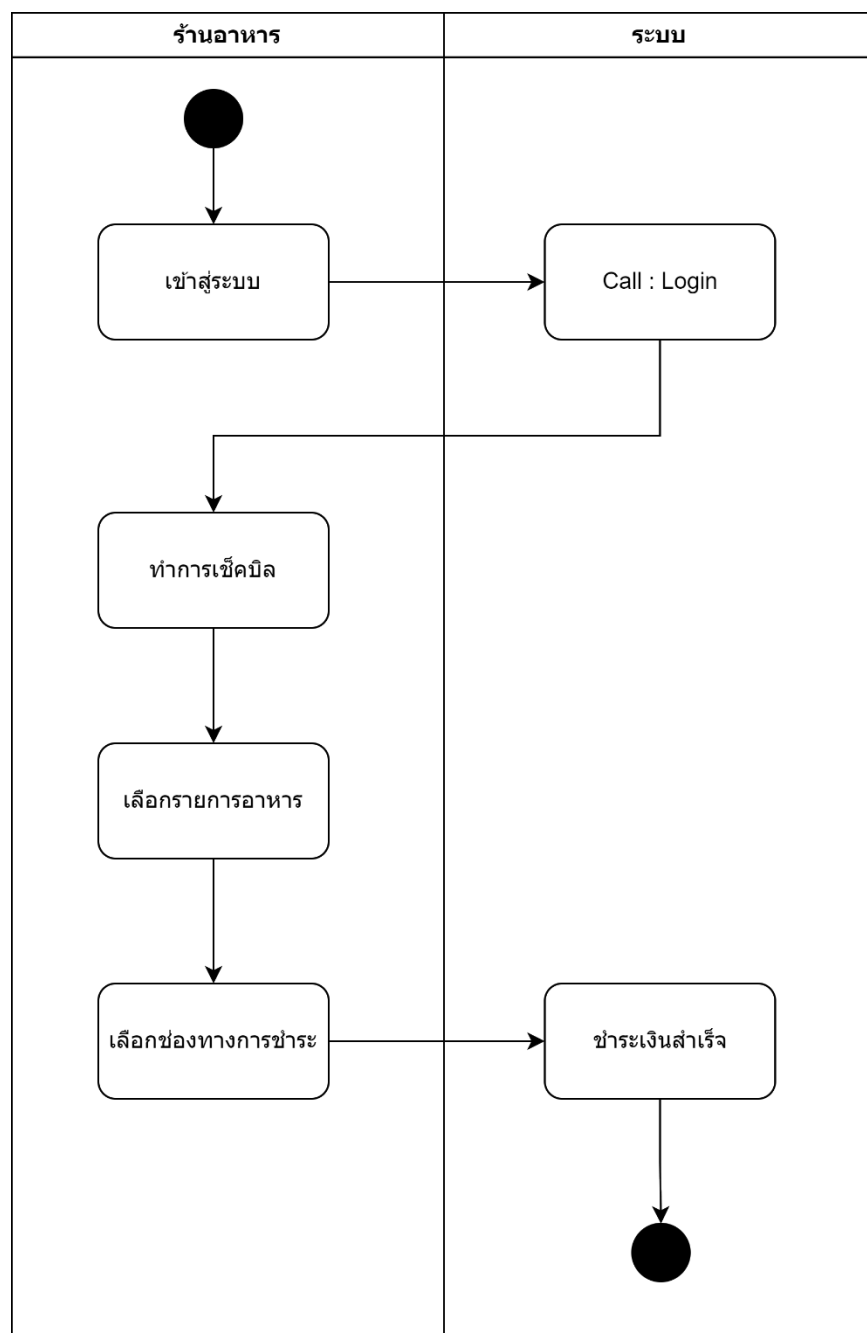 ร้านอาหาร
ระบบ
เข้าสู่ระบบ
Call : Login
ทำการเช็คบิล
เลือกรายการอาหาร
เลือกช่องทางการชำระ
ชำระเงินสำเร็จ